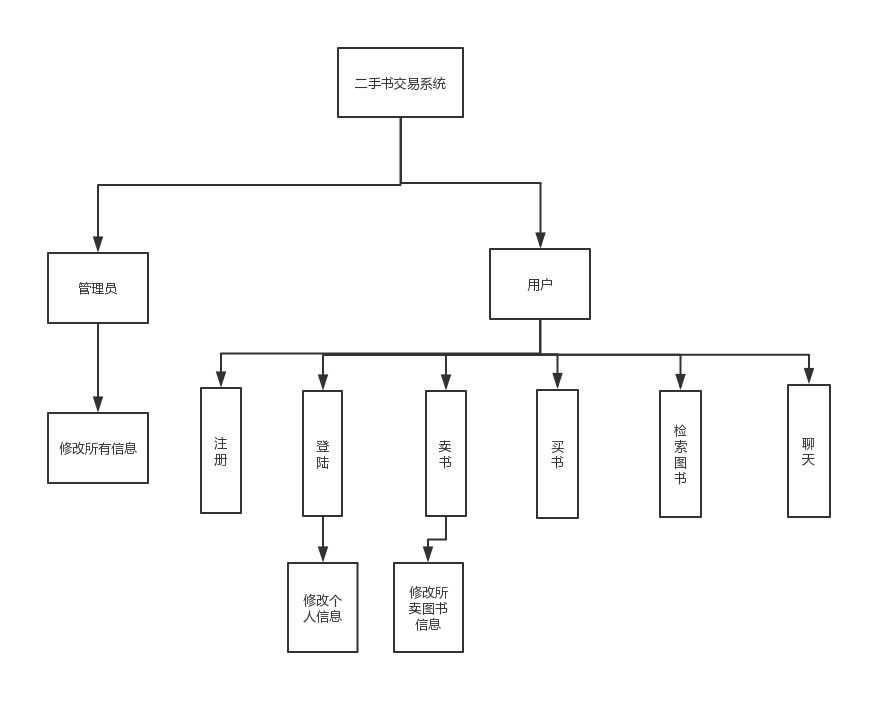 二手书交易系统
管理员
用户
修改所有信息
注
册
登
陆
卖
书
买
书
检
索
图
书
聊
天
修改个
人信息
修改所
卖图书
信息